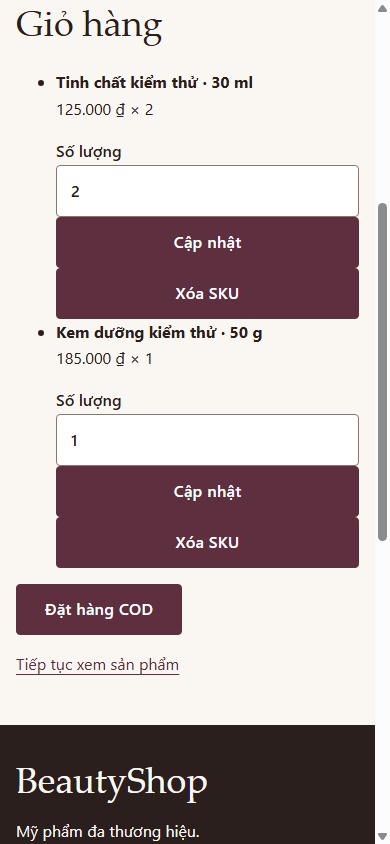 Giỏ hàng
Tinh chất kiểm thử · 30 ml
125.000 ₫ × 2
Số lượng
2
Cập nhật
Xóa SKU
Kem dưỡng kiểm thử · 50 g
185.000 ₫ × 1
Số lượng
1
Cập nhật
Xóa SKU
Đặt hàng COD
Tiếp tục xem sản phẩm
BeautyShop
Mỹ phẩm đa thương hiệu.